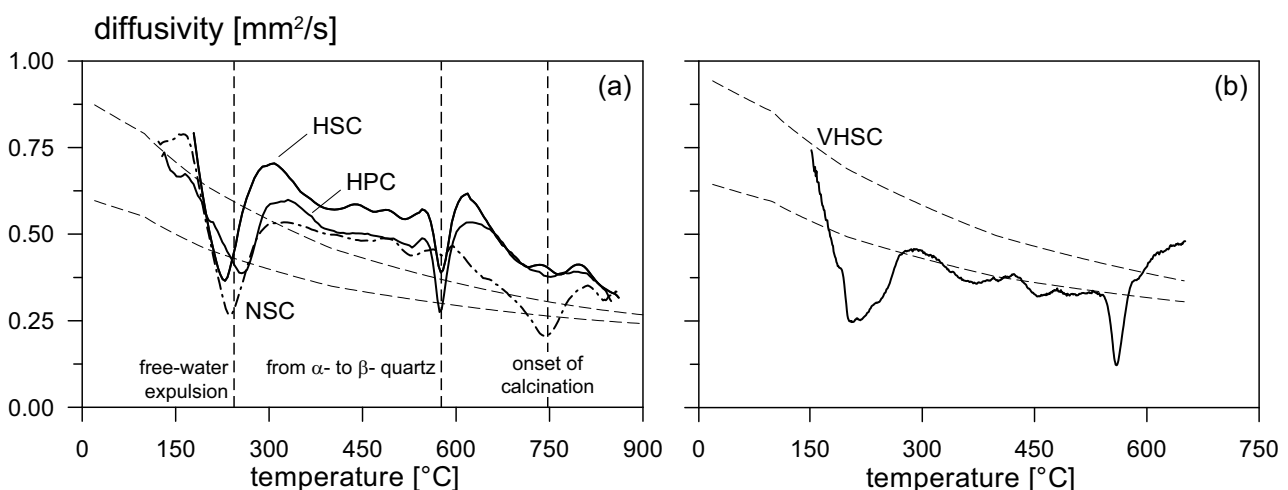 diffusivity [mm²/s]
1.00
0.75
0.50
0.25
0.00
(a)
HSC
HPC
NSC
free-water
expulsion
from α- to β- quartz
onset of
calcination
0 150 300 450 600 750 900
temperature [°C]
(b)
VHSC
0 150 300 450 600 750
temperature [°C]